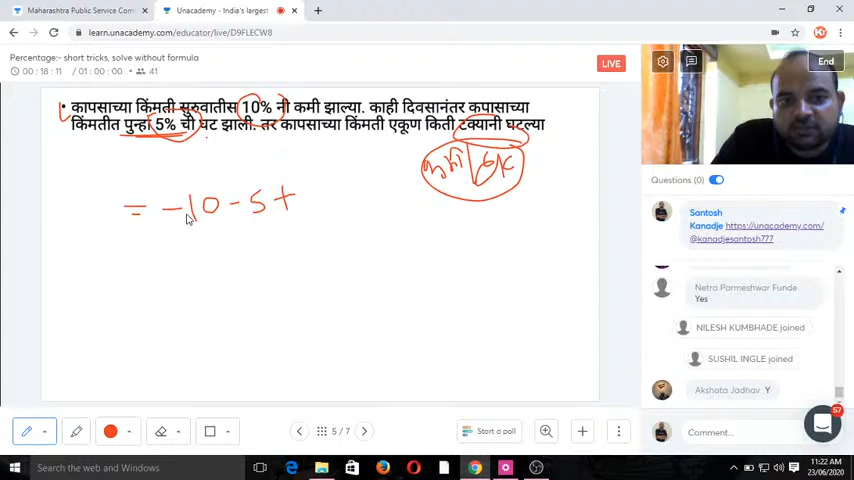 Maharashtra Public Service Com
Unacademy - India's largest
learn.unacademy.com/educator/live/D9FLECW8
Percentage:- short tricks, solve without formula
00 : 18 : 11 / 01 : 00 : 00 • 41
LIVE
End
• कापसाच्या किंमती सुरुवातीस 10% नी कमी झाल्या. काही दिवसानंतर कपासाच्या
किंमतीत पुन्हा 5% ची घट झाली. तर कापसाच्या किंमती एकूण किती टक्यानी घटल्या
= -10 - 5 +
Questions (0)
Santosh
Kanadje https://unacademy.com/
@kanadjesantosh777
Netra Parmeshwar Funde
Yes
NILESH KUMBHADE joined
SUSHIL INGLE joined
Akshata Jadhav Y
5 / 7
Start a poll
Comment...
57
Search the web and Windows
11:22 AM
23/06/2020